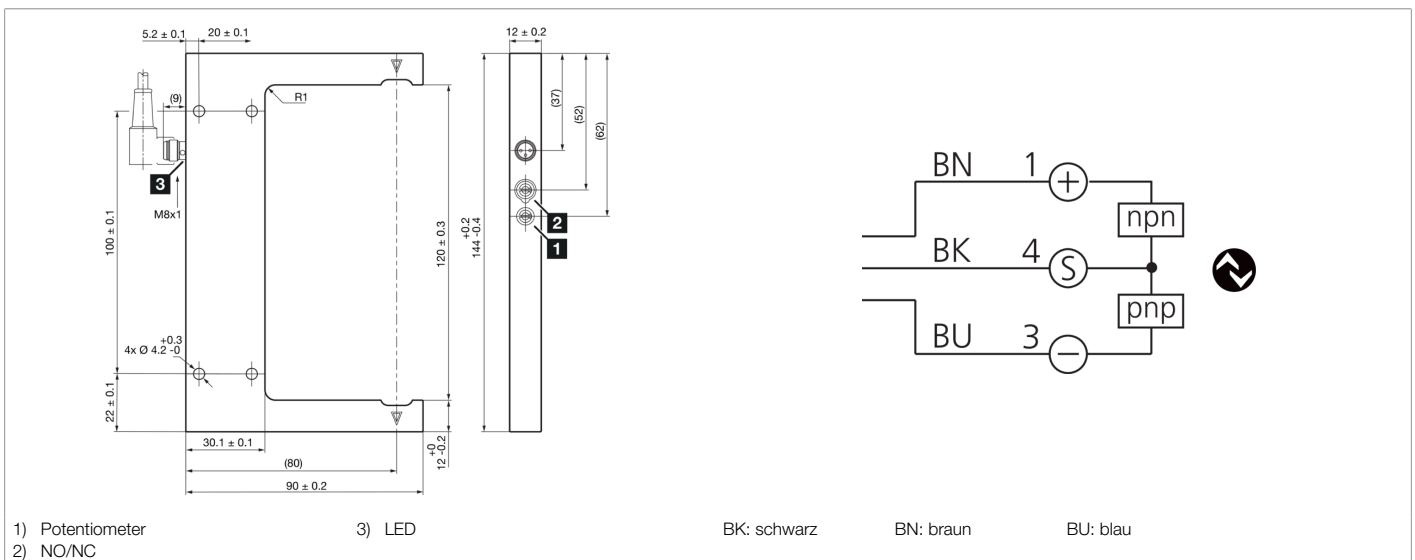 5.2 ± 0.1
20 ± 0.1
12 ± 0.2
(9)
R1
(37)
(52)
(62)
3
M8x1
2
1
100 ± 0.1
120 ± 0.3
+0.2
144 -0.4
+0.3
4x Ø 4.2 -0
22 ± 0.1
30.1 ± 0.1
+0
12 -0.2
(80)
90 ± 0.2
BN 1 +
npn
BK 4 S
pnp
BU 3 −
1) Potentiometer
2) NO/NC
3) LED
BK: schwarz
BN: braun
BU: blau